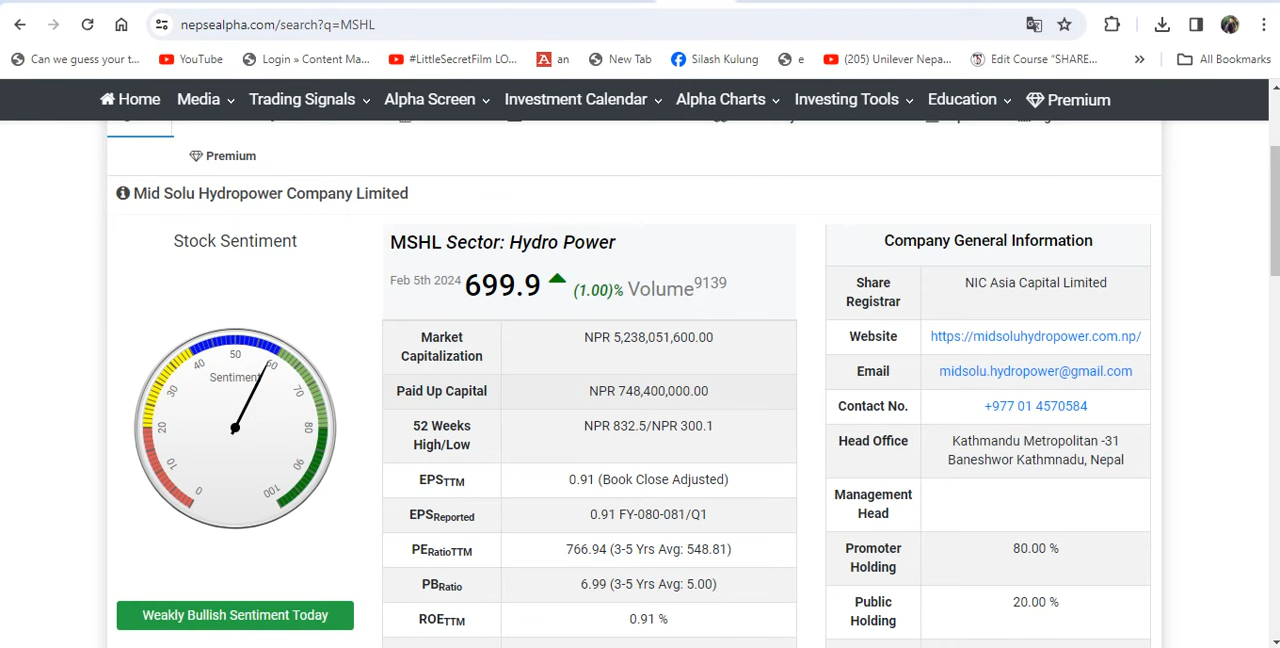 nepsealpha.com/search?q=MSHL
Can we guess your t...
YouTube
Login » Content Ma...
#LittleSecretFilm LO...
an
New Tab
Silash Kulung
e
(205) Unilever Nepa...
Edit Course “SHARE...
»
All Bookmarks
Home
Media
Trading Signals
Alpha Screen
Investment Calendar
Alpha Charts
Investing Tools
Education
Premium
Premium
Mid Solu Hydropower Company Limited
Stock Sentiment
0
10
20
30
40
50
60
70
80
90
100
Sentiment
Weakly Bullish Sentiment Today
MSHL Sector: Hydro Power
Feb 5th 2024 699.9 (1.00)% Volume9139
Market
Capitalization
NPR 5,238,051,600.00
Paid Up Capital
NPR 748,400,000.00
52 Weeks
High/Low
NPR 832.5/NPR 300.1
EPSTTM
0.91 (Book Close Adjusted)
EPSReported
0.91 FY-080-081/Q1
PERatioTTM
766.94 (3-5 Yrs Avg: 548.81)
PBRatio
6.99 (3-5 Yrs Avg: 5.00)
ROETTM
0.91 %
Company General Information
Share
Registrar
NIC Asia Capital Limited
Website
https://midsoluhydropower.com.np/
Email
midsolu.hydropower@gmail.com
Contact No.
+977 01 4570584
Head Office
Kathmandu Metropolitan -31
Baneshwor Kathmnadu, Nepal
Management
Head
Promoter
Holding
80.00 %
Public
Holding
20.00 %